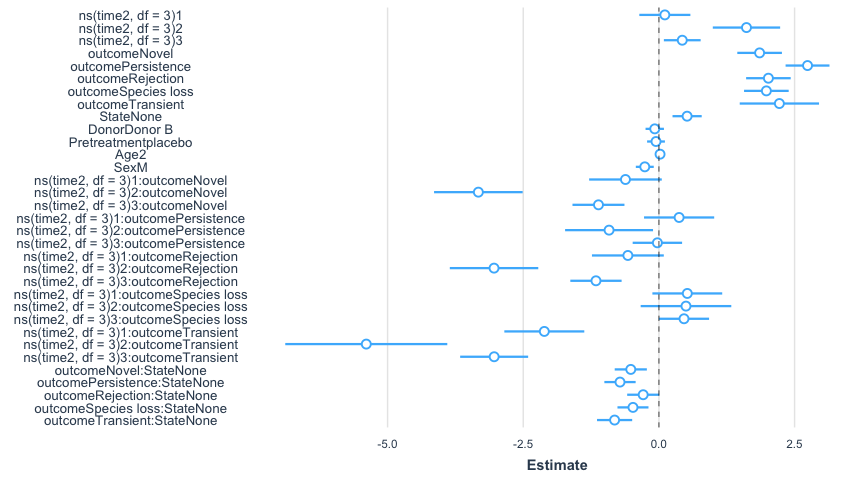 ns(time2, df = 3)1
ns(time2, df = 3)2
ns(time2, df = 3)3
outcomeNovel
outcomePersistence
outcomeRejection
outcomeSpecies loss
outcomeTransient
StateNone
DonorDonor B
Pretreatmentplacebo
Age2
SexM
ns(time2, df = 3)1:outcomeNovel
ns(time2, df = 3)2:outcomeNovel
ns(time2, df = 3)3:outcomeNovel
ns(time2, df = 3)1:outcomePersistence
ns(time2, df = 3)2:outcomePersistence
ns(time2, df = 3)3:outcomePersistence
ns(time2, df = 3)1:outcomeRejection
ns(time2, df = 3)2:outcomeRejection
ns(time2, df = 3)3:outcomeRejection
ns(time2, df = 3)1:outcomeSpecies loss
ns(time2, df = 3)2:outcomeSpecies loss
ns(time2, df = 3)3:outcomeSpecies loss
ns(time2, df = 3)1:outcomeTransient
ns(time2, df = 3)2:outcomeTransient
ns(time2, df = 3)3:outcomeTransient
outcomeNovel:StateNone
outcomePersistence:StateNone
outcomeRejection:StateNone
outcomeSpecies loss:StateNone
outcomeTransient:StateNone
-5.0 -2.5 0.0 2.5
Estimate